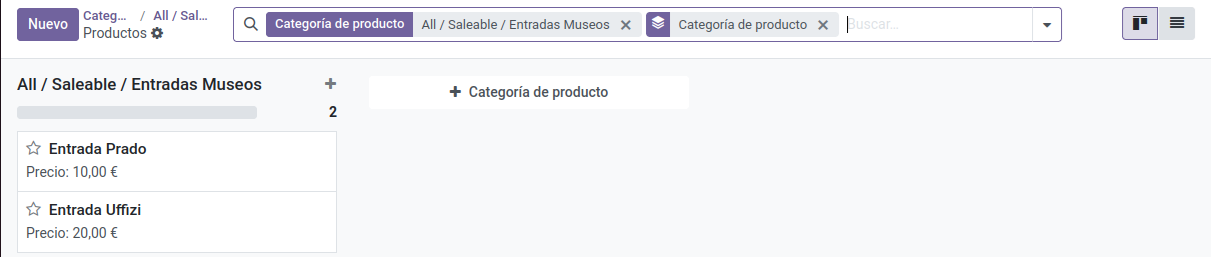 Nuevo
Categ... / All / Sal...
Productos
Categoría de producto All / Saleable / Entradas Museos Categoría de producto Buscar...
All / Saleable / Entradas Museos
2
Entrada Prado
Precio: 10,00 €
Entrada Uffizi
Precio: 20,00 €
Categoría de producto